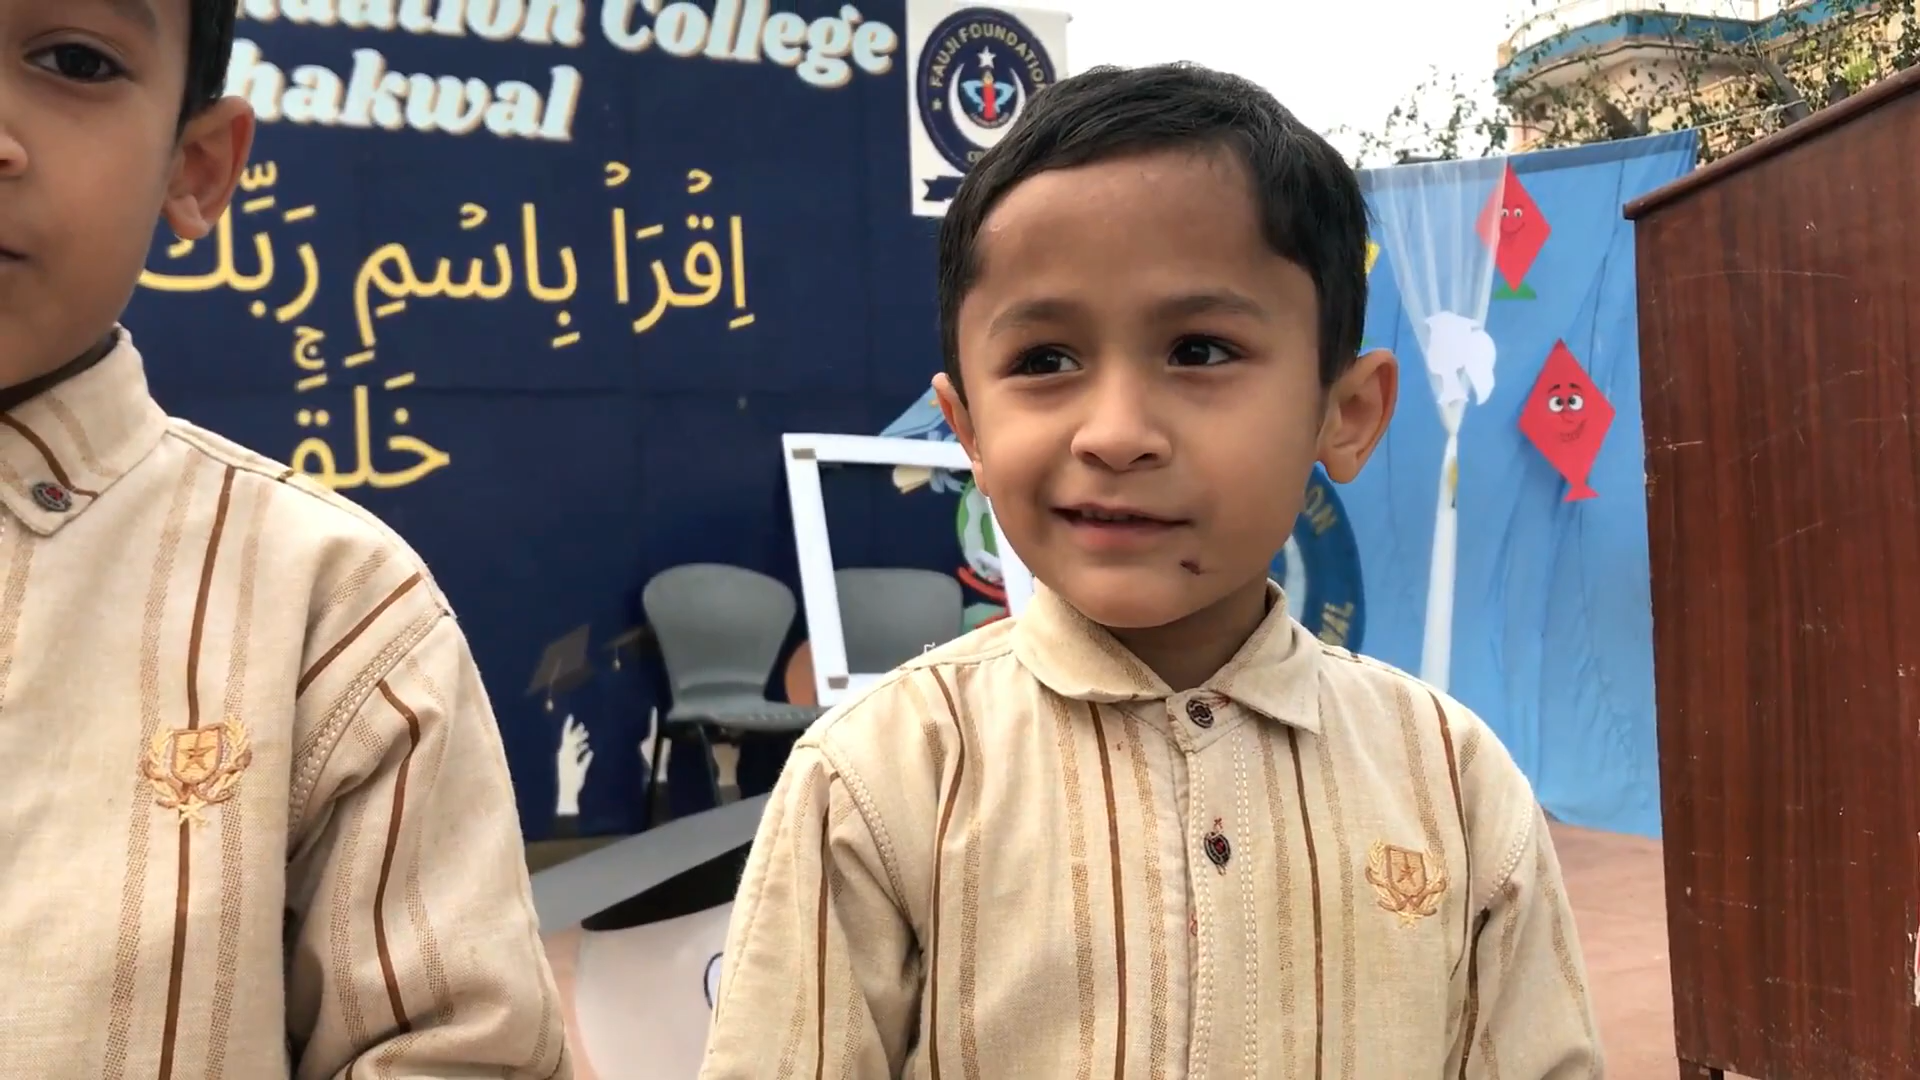 College
hakwal
FAUJI FOUNDATION
اِقۡرَاۡ بِاسۡمِ رَبِّكَ
خَلَقَۚ